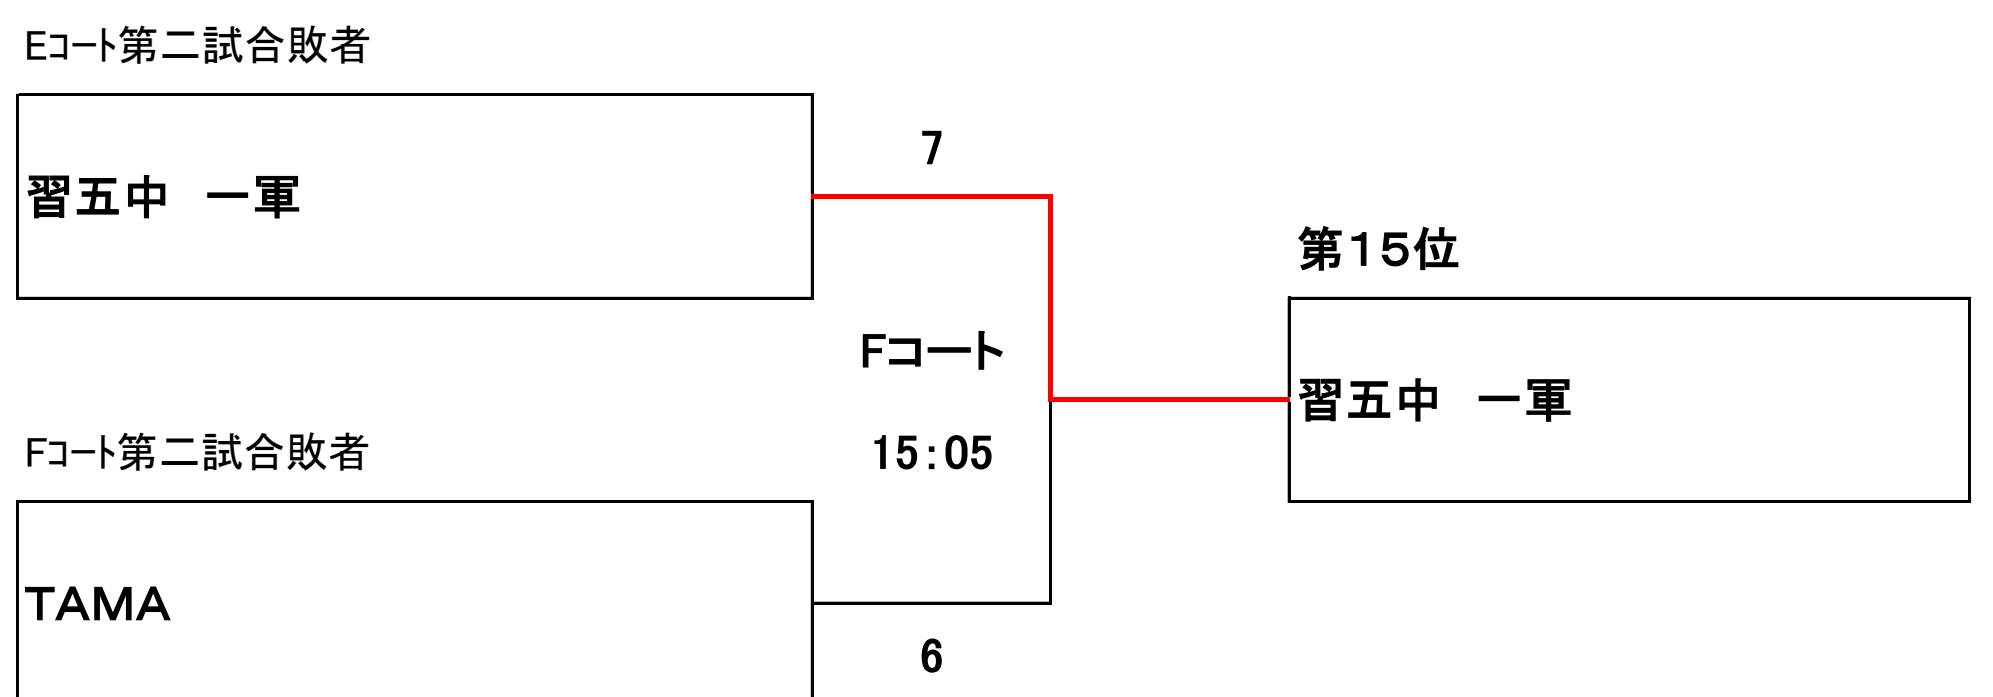 Eコート第二試合敗者
7
習五中　一軍
第15位
Fコート
習五中　一軍
Fコート第二試合敗者
15:05
TAMA
6